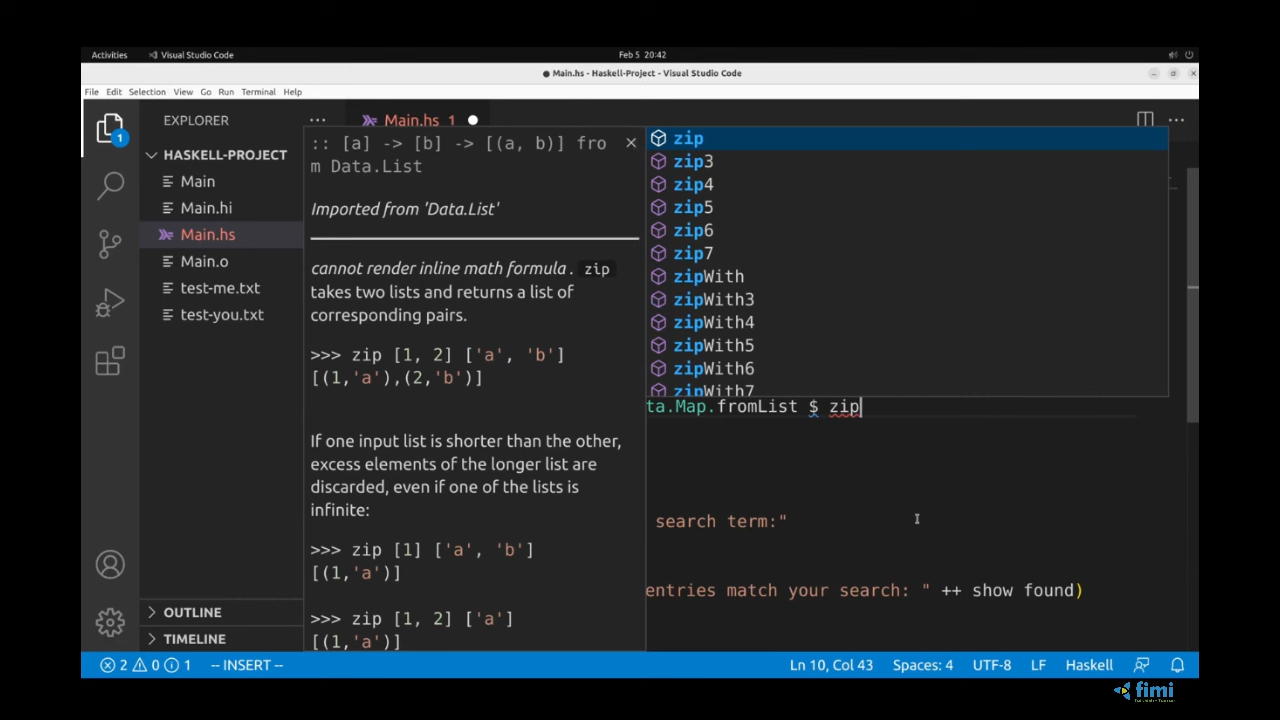 Activities
Visual Studio Code
Feb 5 20:42
● Main.hs - Haskell-Project - Visual Studio Code
File Edit Selection View Go Run Terminal Help
1
EXPLORER
···
HASKELL-PROJECT
Main
Main.hi
Main.hs
Main.o
test-me.txt
test-you.txt
OUTLINE
TIMELINE
Main.hs 1
···
:: [a] -> [b] -> [(a, b)] fro
m Data.List
Imported from 'Data.List'
cannot render inline math formula . zip
takes two lists and returns a list of
corresponding pairs.
>>> zip [1, 2] ['a', 'b']
[(1,'a'),(2,'b')]
If one input list is shorter than the other,
excess elements of the longer list are
discarded, even if one of the lists is
infinite:
>>> zip [1] ['a', 'b']
[(1,'a')]
>>> zip [1, 2] ['a']
[(1,'a')]
zip
zip3
zip4
zip5
zip6
zip7
zipWith
zipWith3
zipWith4
zipWith5
zipWith6
zipWith7
ta.Map.fromList $ zip
search term:"
entries match your search: " ++ show found)
2 0 1 -- INSERT --
Ln 10, Col 43 Spaces: 4 UTF-8 LF Haskell
fimi